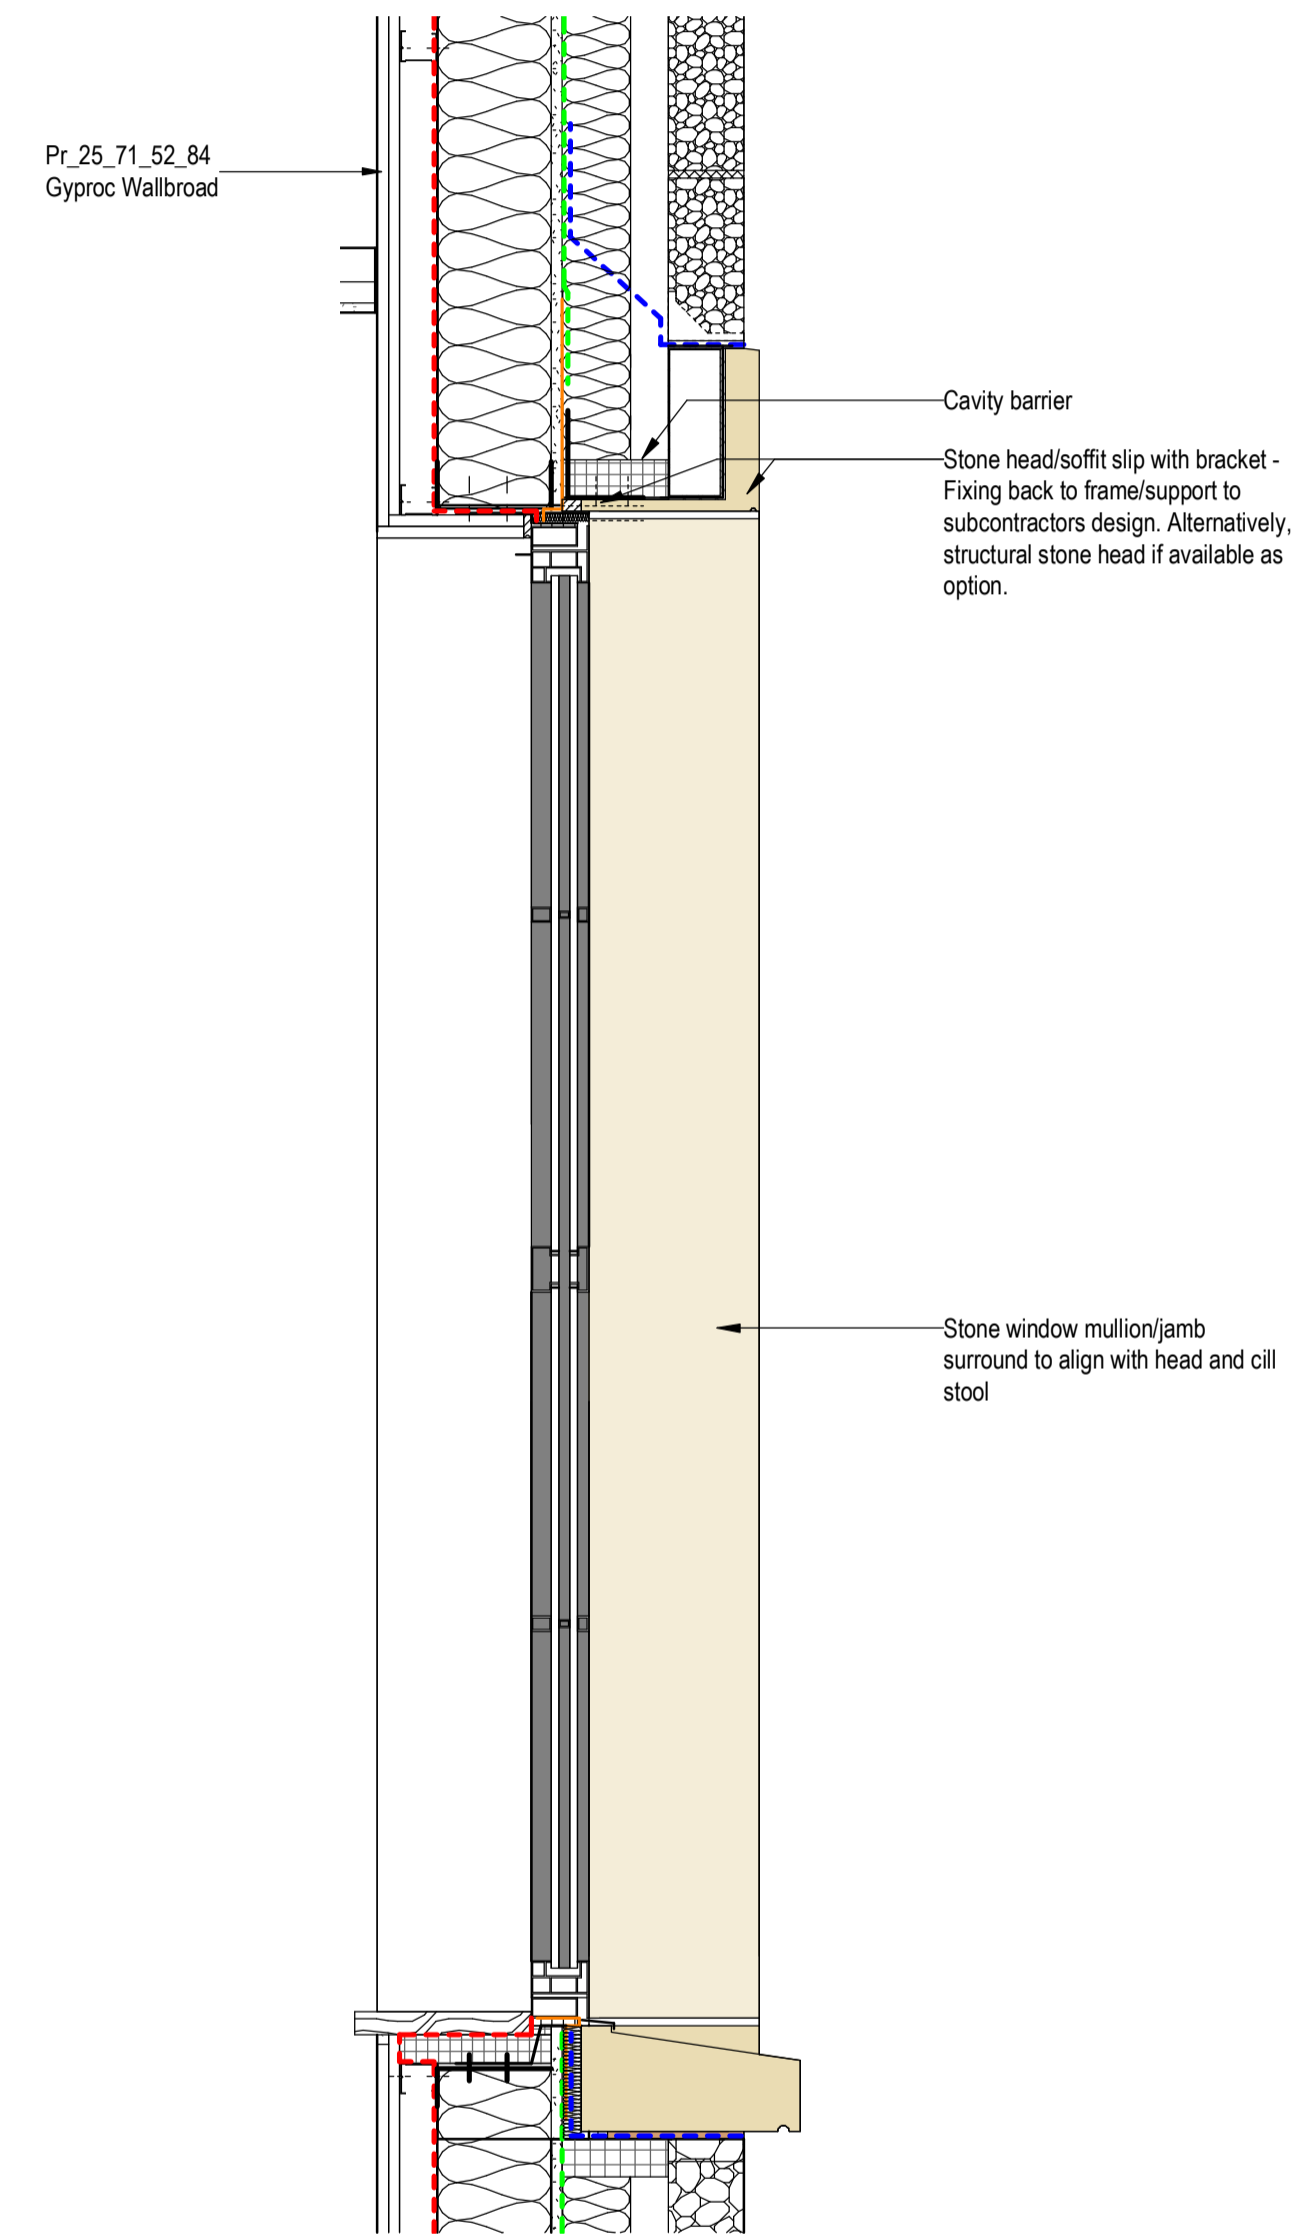 Pr_25_71_52_84
Gyproc Wallbroad
Cavity barrier
Stone head/soffit slip with bracket -
Fixing back to frame/support to
subcontractors design. Alternatively,
structural stone head if available as
option.
Stone window mullion/jamb
surround to align with head and cill
stool